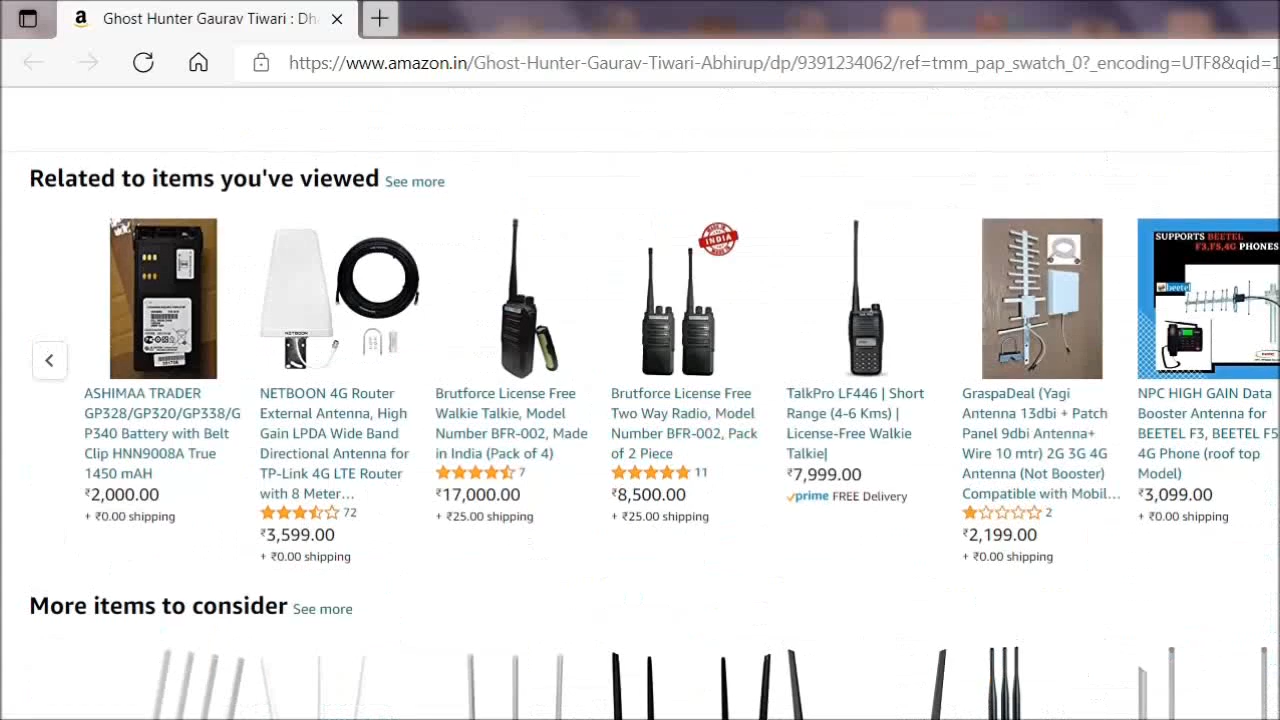 Ghost Hunter Gaurav Tiwari : Dh
https://www.amazon.in/Ghost-Hunter-Gaurav-Tiwari-Abhirup/dp/9391234062/ref=tmm_pap_swatch_0?_encoding=UTF8&qid=1
Related to items you've viewed See more
ASHIMAA TRADER
GP328/GP320/GP338/G
P340 Battery with Belt
Clip HNN9008A True
1450 mAH
₹2,000.00
+ ₹0.00 shipping
NETBOON
NETBOON 4G Router
External Antenna, High
Gain LPDA Wide Band
Directional Antenna for
TP-Link 4G LTE Router
with 8 Meter...
72
₹3,599.00
+ ₹0.00 shipping
Brutforce License Free
Walkie Talkie, Model
Number BFR-002, Made
in India (Pack of 4)
7
₹17,000.00
+ ₹25.00 shipping
INDIA
Brutforce License Free
Two Way Radio, Model
Number BFR-002, Pack
of 2 Piece
11
₹8,500.00
+ ₹25.00 shipping
TalkPro LF446 | Short
Range (4-6 Kms) |
License-Free Walkie
Talkie|
₹7,999.00
prime FREE Delivery
GraspaDeal (Yagi
Antenna 13dbi + Patch
Panel 9dbi Antenna+
Wire 10 mtr) 2G 3G 4G
Antenna (Not Booster)
Compatible with Mobil...
2
₹2,199.00
+ ₹0.00 shipping
SUPPORTS BEETEL
F3,F5,4G PHONES
beetel
NPC HIGH GAIN Data
Booster Antenna for
BEETEL F3, BEETEL F5
4G Phone (roof top
Model)
₹3,099.00
+ ₹0.00 shipping
More items to consider See more